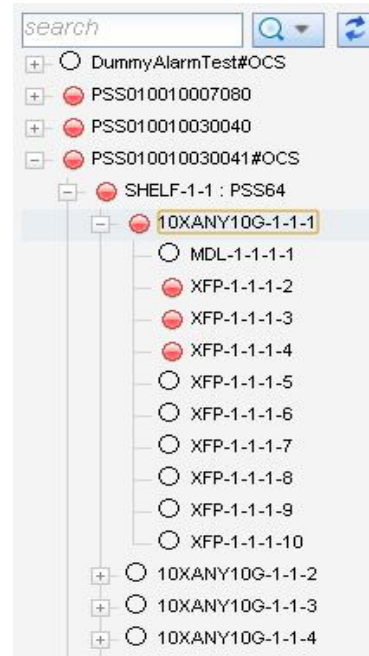 search
DummyAlarmTest#OCS
PSS010010007080
PSS010010030040
PSS010010030041#OCS
SHELF-1-1 : PSS64
10XANY10G-1-1-1
MDL-1-1-1-1
XFP-1-1-1-2
XFP-1-1-1-3
XFP-1-1-1-4
XFP-1-1-1-5
XFP-1-1-1-6
XFP-1-1-1-7
XFP-1-1-1-8
XFP-1-1-1-9
XFP-1-1-1-10
10XANY10G-1-1-2
10XANY10G-1-1-3
10XANY10G-1-1-4